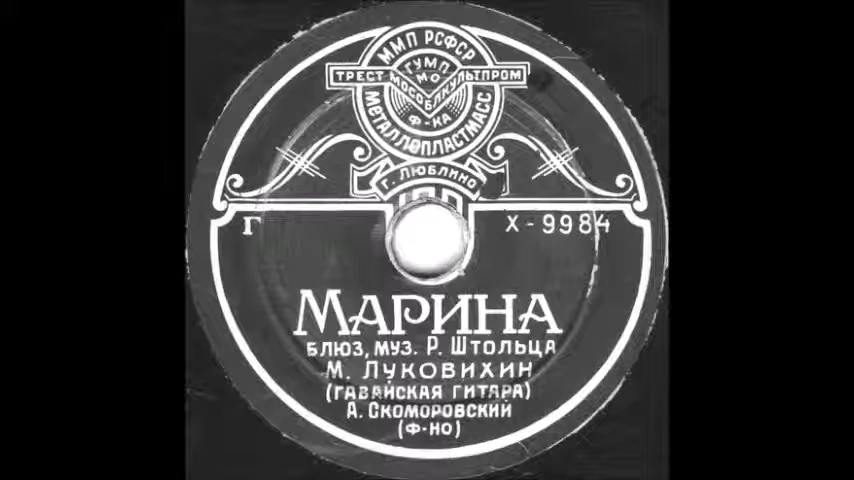 ММП РСФСР
ГУМП
МО
ТРЕСТ МОСОБЛКУЛЬТПРОМ
Ф-КА
МЕТАЛЛОПЛАСТМАСС
Г. ЛЮБЛИНО
Г
Х-9984
МАРИНА
БЛЮЗ, МУЗ. Р. ШТОЛЬЦА
М. ЛУКОВИХИН
(ГАВАЙСКАЯ ГИТАРА)
А. СКОМОРОВСКИЙ
(Ф-НО)